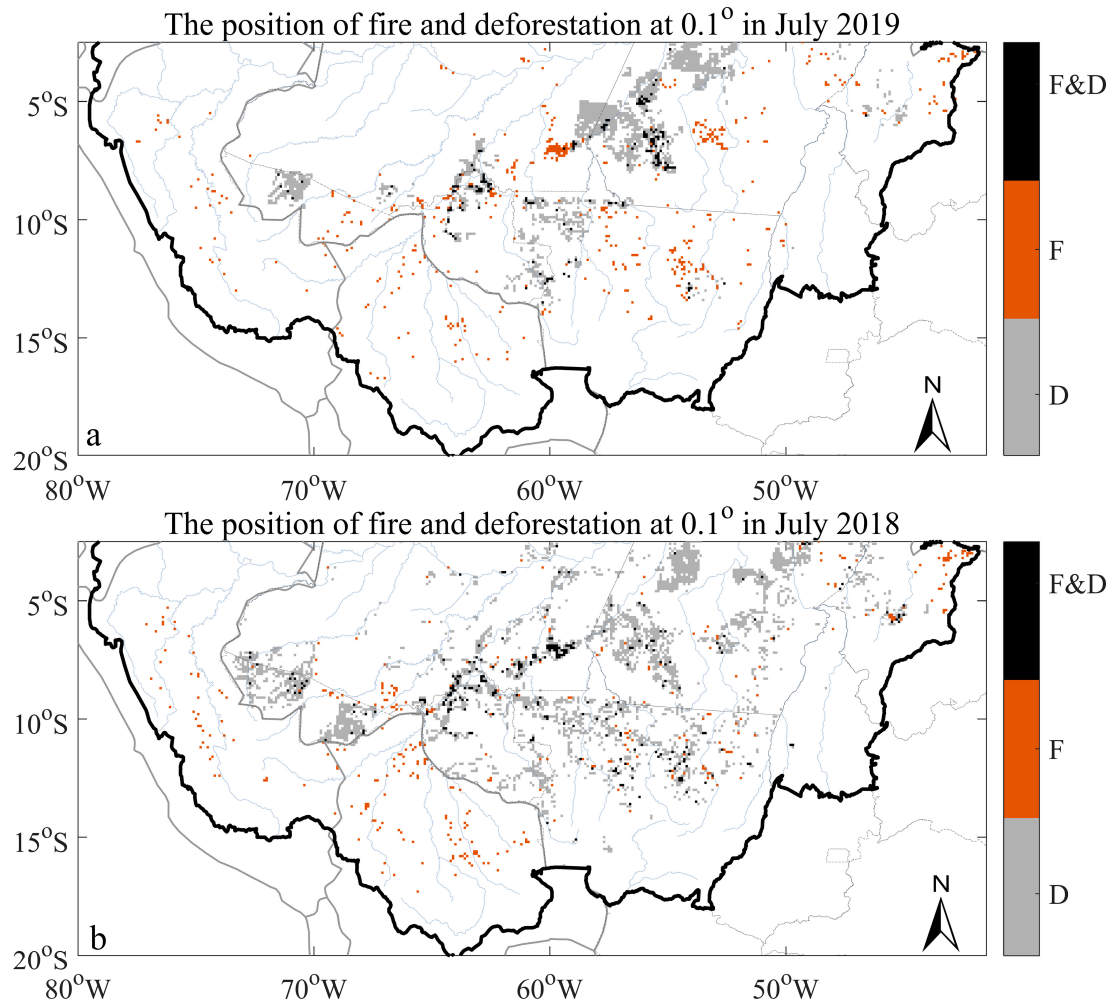 The position of fire and deforestation at 0.1° in July 2019
5°S
10°S
15°S
20°S
80°W
70°W
60°W
50°W
a
N
F&D
F
D
The position of fire and deforestation at 0.1° in July 2018
5°S
10°S
15°S
20°S
80°W
70°W
60°W
50°W
b
N
F&D
F
D